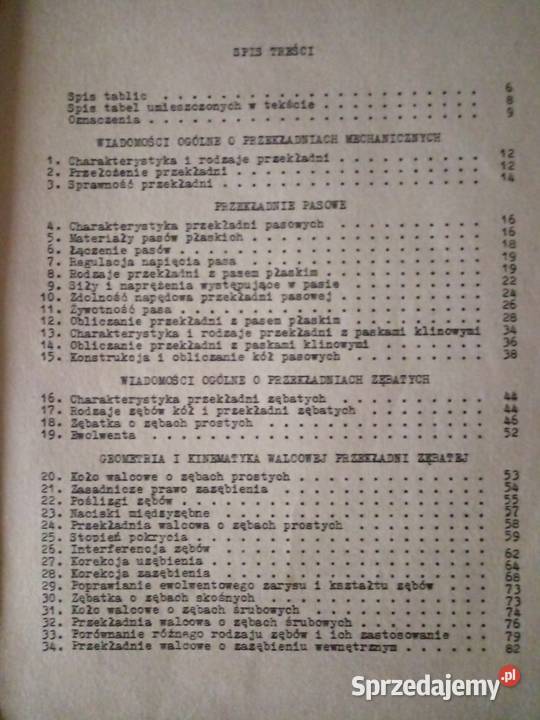 SPIS TREŚCI
Spis tablic . . . . . . . . . . . . . . . . . . . . 6
Spis tabel umieszczonych w tekście . . . . . . . . . 8
Oznaczenia . . . . . . . . . . . . . . . . . . . . . 9
WIADOMOŚCI OGÓLNE O PRZEKŁADNIACH MECHANICZNYCH
1. Charakterystyka i rodzaje przekładni . . . . . . . . 12
2. Przełożenie przekładni . . . . . . . . . . . . . . 12
3. Sprawność przekładni . . . . . . . . . . . . . . . 14
PRZEKŁADNIE PASOWE
4. Charakterystyka przekładni pasowych . . . . . . . . 16
5. Materiały pasów płaskich . . . . . . . . . . . . . 16
6. Łączenie pasów . . . . . . . . . . . . . . . . . . 18
7. Regulacja napięcia pasa . . . . . . . . . . . . . . 19
8. Rodzaje przekładni z pasem płaskim . . . . . . . . . 19
9. Siły i naprężenia występujące w pasie . . . . . . . 22
10. Zdolność napędowa przekładni pasowej . . . . . . . . 24
11. Żywotność pasa . . . . . . . . . . . . . . . . . . 26
12. Obliczanie przekładni z pasem płaskim . . . . . . . 28
13. Charakterystyka i rodzaje przekładni z paskami klinowymi 34
14. Obliczanie przekładni z paskami klinowymi . . . . . 36
15. Konstrukcja i obliczanie kół pasowych . . . . . . . 38
WIADOMOŚCI OGÓLNE O PRZEKŁADNIACH ZĘBATYCH
16. Charakterystyka przekładni zębatych . . . . . . . . 44
17. Rodzaje zębów kół i przekładni zębatych . . . . . . 44
18. Zębatka o zębach prostych . . . . . . . . . . . . . 46
19. Ewolwenta . . . . . . . . . . . . . . . . . . . . . 52
GEOMETRIA I KINEMATYKA WALCOWEJ PRZEKŁADNI ZĘBATEJ
20. Koło walcowe o zębach prostych . . . . . . . . . . . 53
21. Zasadnicze prawo zazębienia . . . . . . . . . . . . 54
22. Poślizgi zębów . . . . . . . . . . . . . . . . . . 55
23. Naciski międzyzębne . . . . . . . . . . . . . . . . 57
24. Przekładnia walcowa o zębach prostych . . . . . . . 58
25. Stopień pokrycia . . . . . . . . . . . . . . . . . 59
26. Interferencja zębów . . . . . . . . . . . . . . . . 62
27. Korekcja uzębienia . . . . . . . . . . . . . . . . 64
28. Korekcja zazębienia . . . . . . . . . . . . . . . . 68
29. Poprawianie ewolwentowego zarysu i kształtu zębów . . 73
30. Zębatka o zębach skośnych . . . . . . . . . . . . . 73
31. Koło walcowe o zębach śrubowych . . . . . . . . . . 74
32. Przekładnia walcowa o zębach śrubowych . . . . . . . 76
33. Porównanie różnego rodzaju zębów i ich zastosowanie . 79
34. Przekładnie walcowe o zazębieniu wewnętrznym . . . . 82
Sprzedajemy.pl